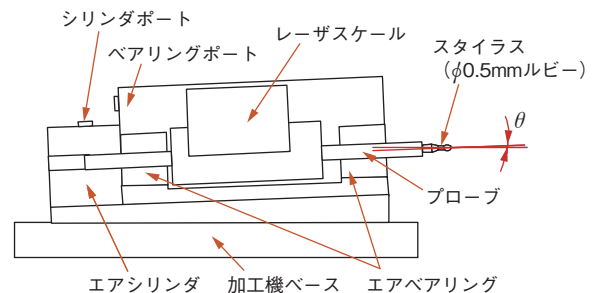 シリンダポート
ベアリングポート
レーザスケール
スタイラス
（φ0.5mmルビー）
θ
プローブ
エアシリンダ
加工機ベース
エアベアリング